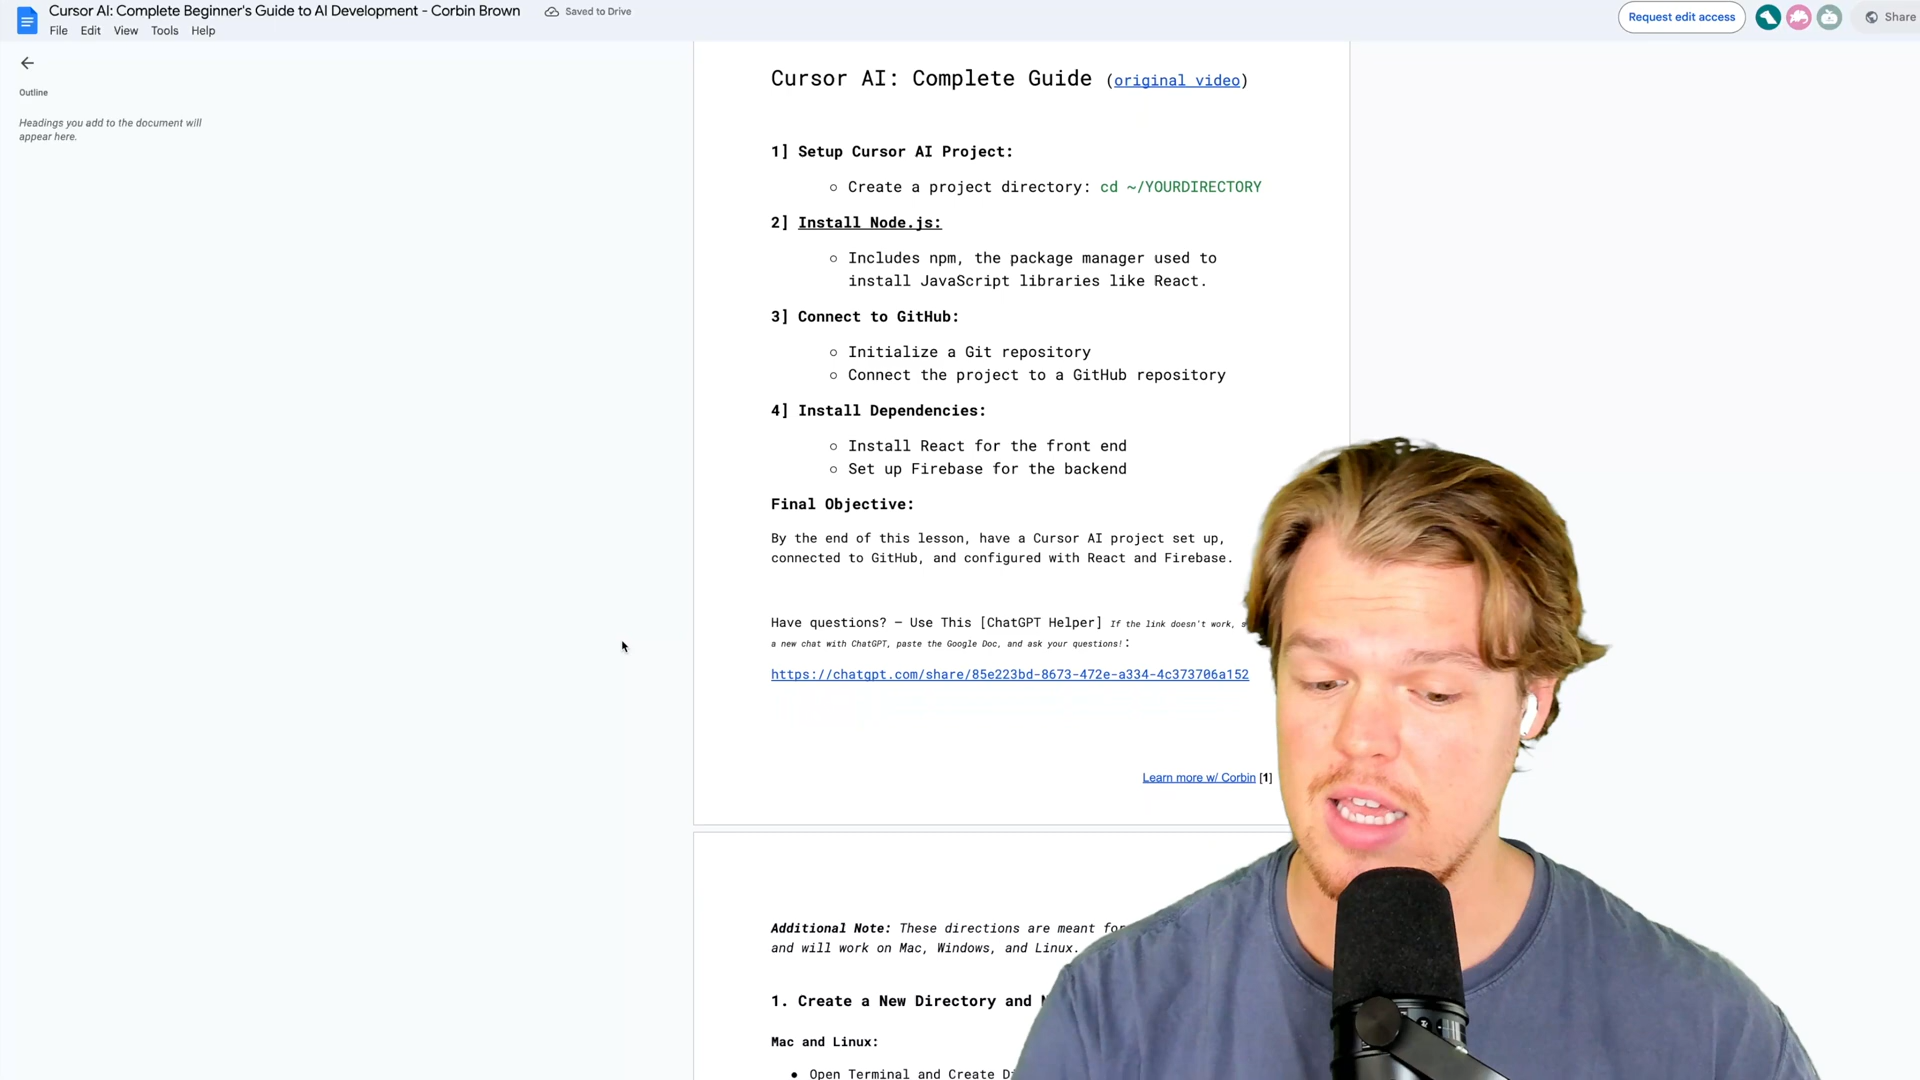 Cursor AI: Complete Beginner's Guide to AI Development - Corbin Brown
Saved to Drive
File Edit View Tools Help
Request edit access
Share
Outline
Headings you add to the document will
appear here.
Cursor AI: Complete Guide (original video)
1] Setup Cursor AI Project:
○ Create a project directory: cd ~/YOURDIRECTORY
2] Install Node.js:
○ Includes npm, the package manager used to
install JavaScript libraries like React.
3] Connect to GitHub:
○ Initialize a Git repository
○ Connect the project to a GitHub repository
4] Install Dependencies:
○ Install React for the front end
○ Set up Firebase for the backend
Final Objective:
By the end of this lesson, have a Cursor AI project set up,
connected to GitHub, and configured with React and Firebase.
Have questions? – Use This [ChatGPT Helper] If the link doesn't work,
a new chat with ChatGPT, paste the Google Doc, and ask your questions!:
https://chatgpt.com/share/85e223bd-8673-472e-a334-4c373706a152
Learn more w/ Corbin [1]
Additional Note: These directions are meant for
and will work on Mac, Windows, and Linux.
1. Create a New Directory and
Mac and Linux:
● Open Terminal and Create